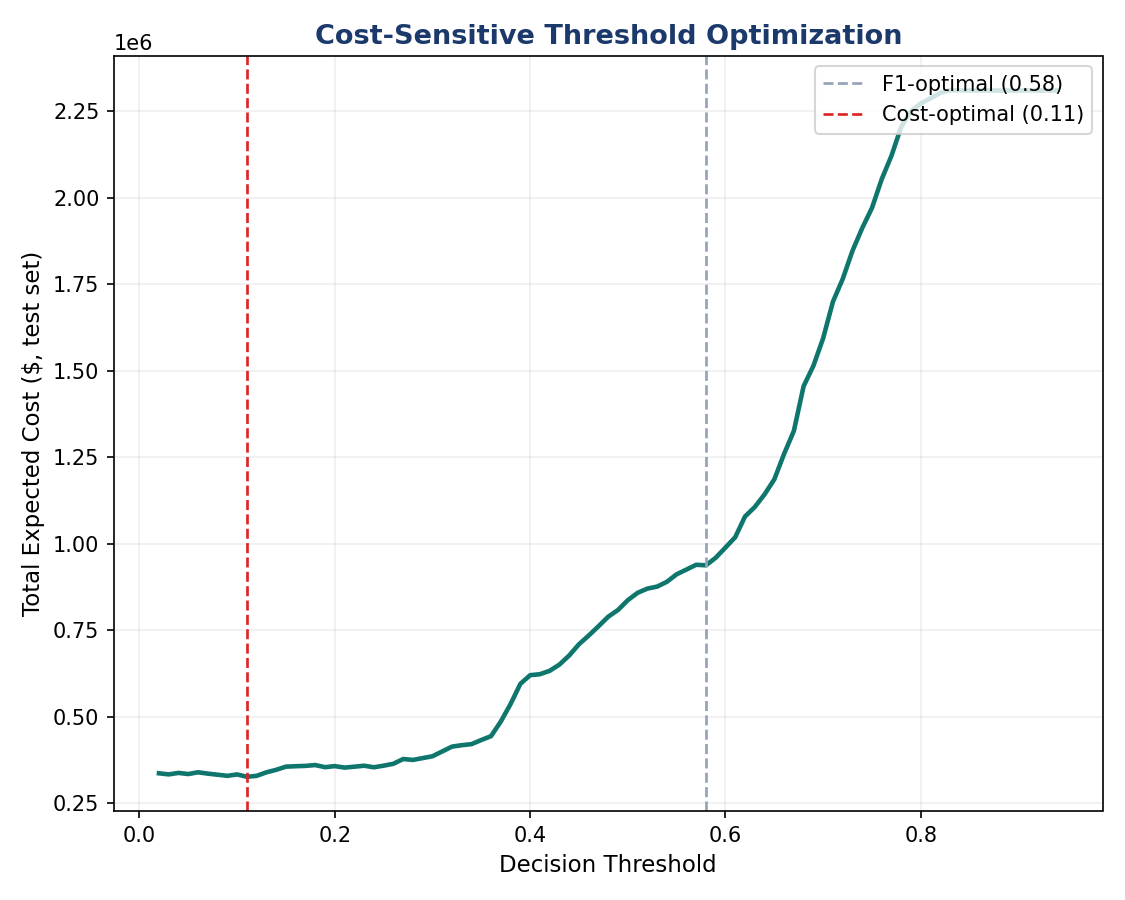 Cost-Sensitive Threshold Optimization
1e6
F1-optimal (0.58)
Cost-optimal (0.11)
2.25
2.00
1.75
1.50
1.25
1.00
0.75
0.50
0.25
Total Expected Cost ($, test set)
0.0 0.2 0.4 0.6 0.8
Decision Threshold